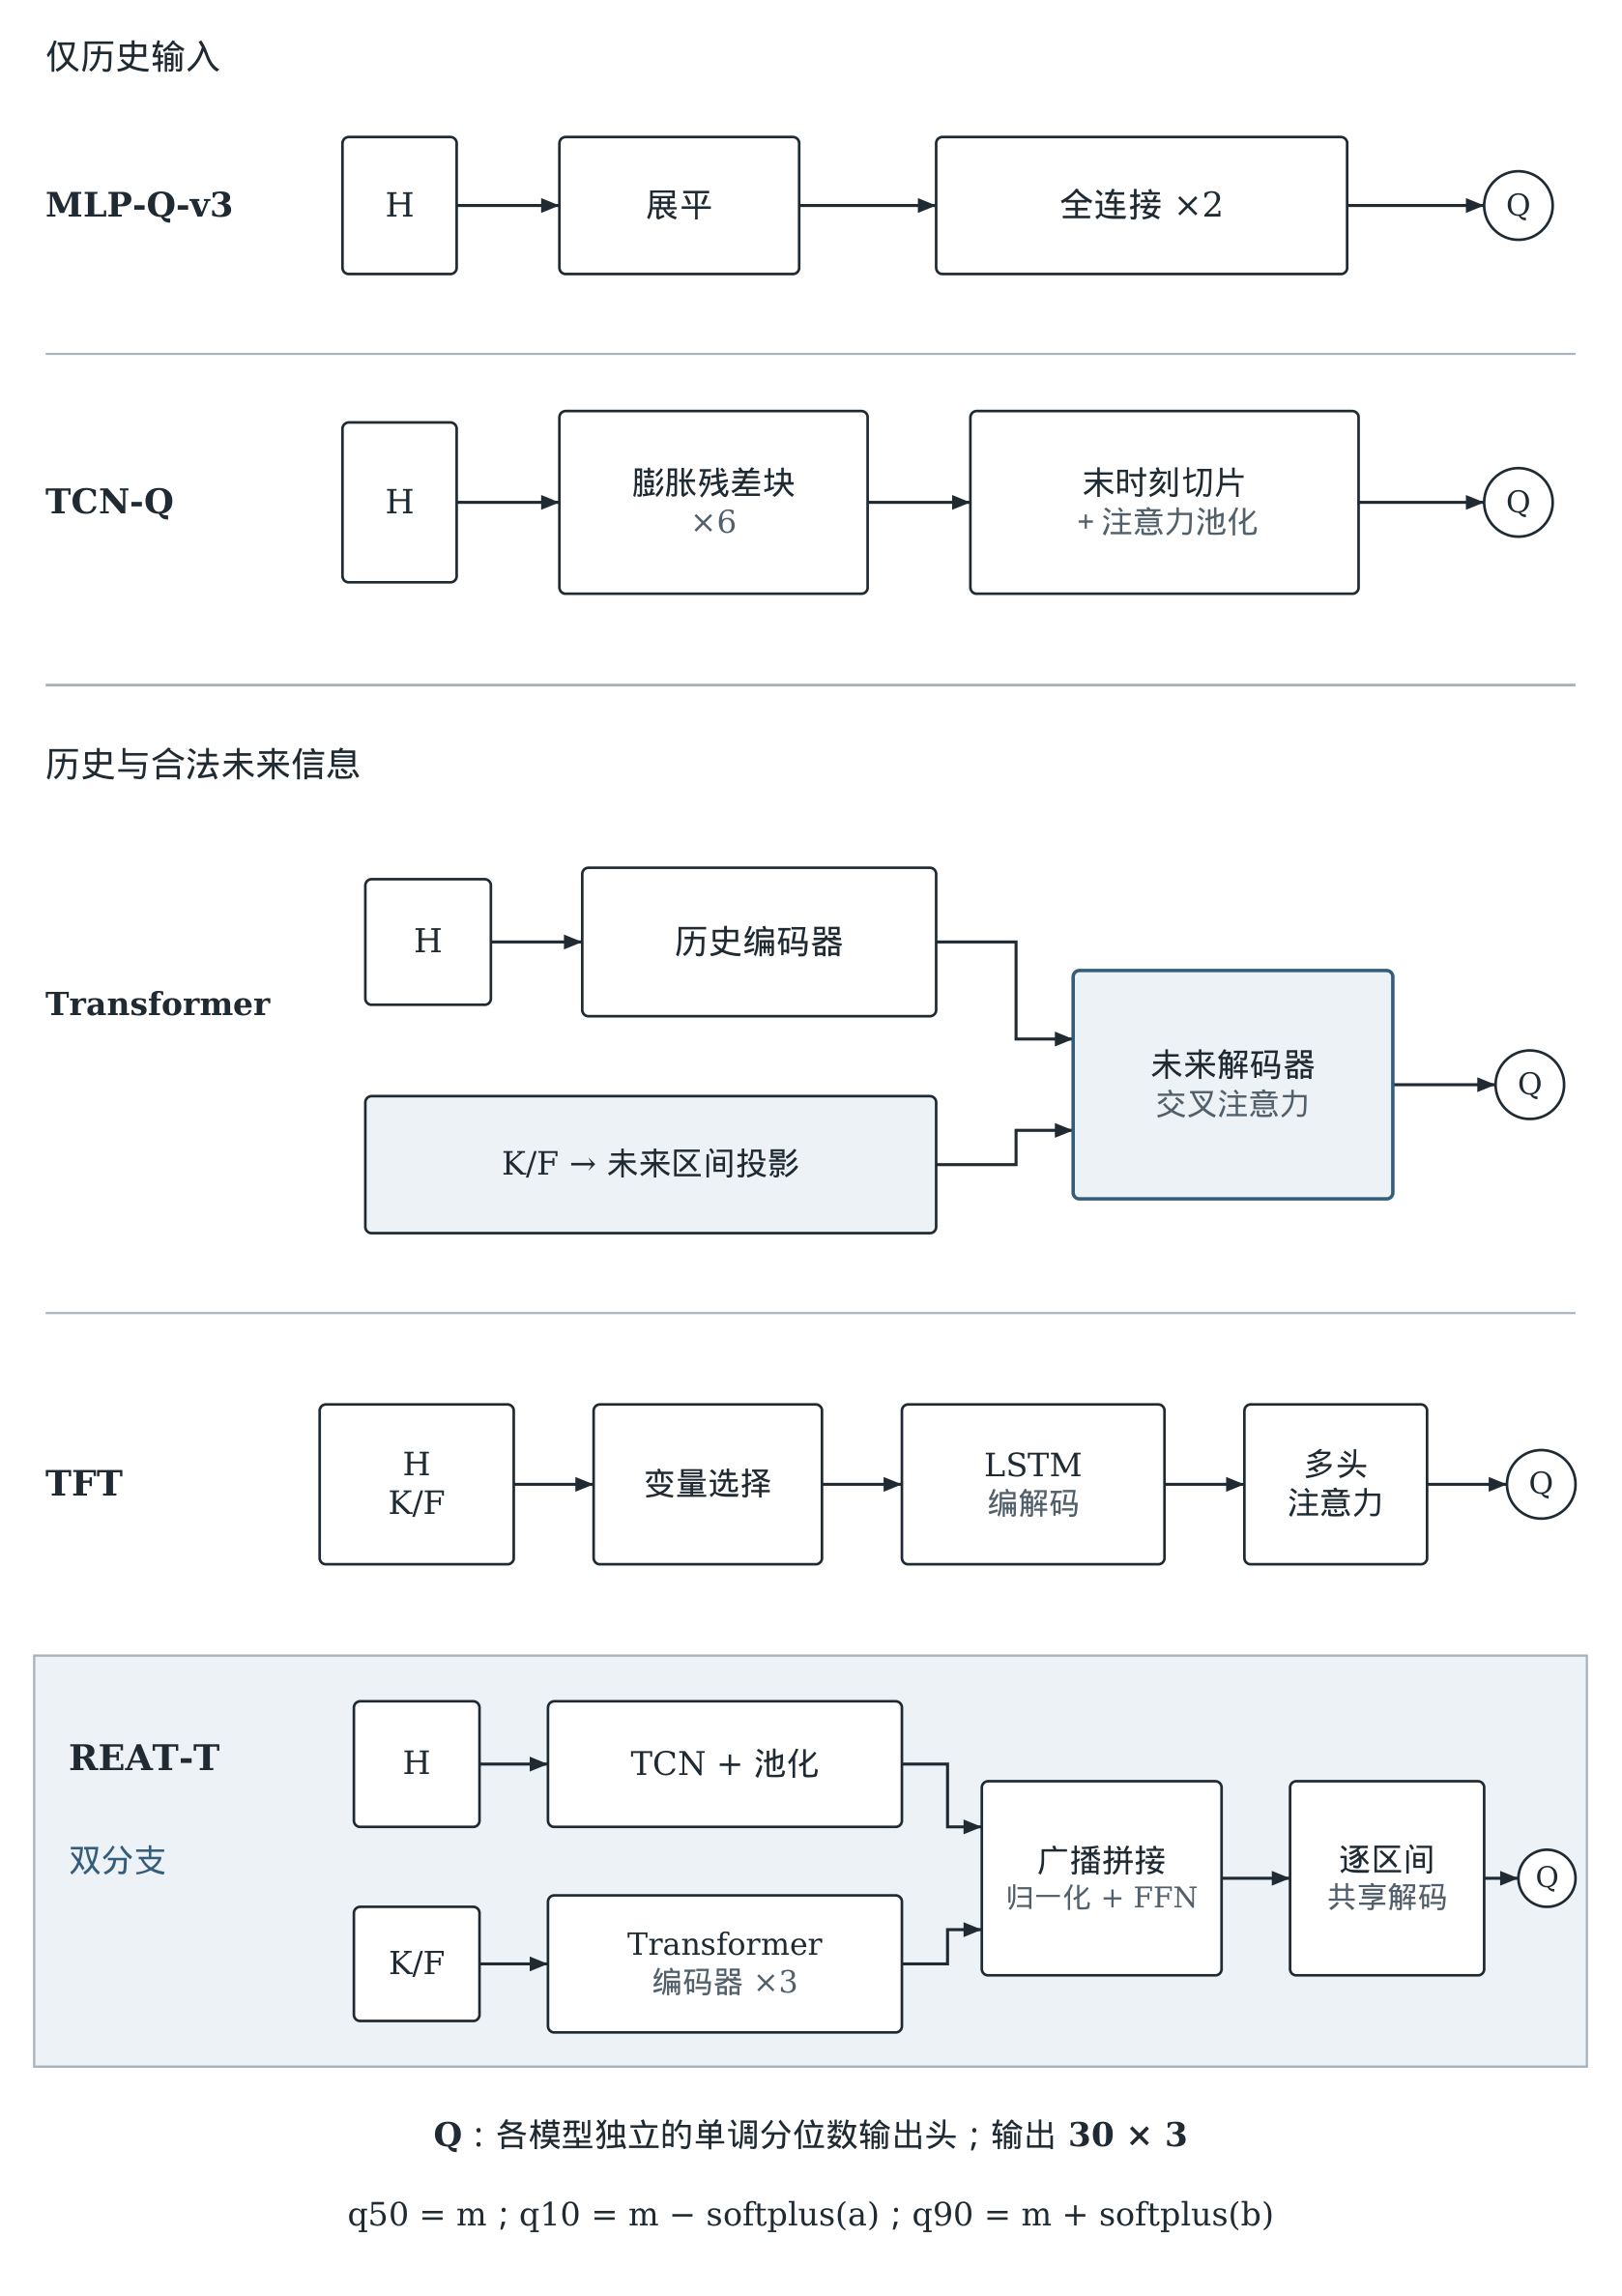 仅历史输入
MLP-Q-v3
H
展平
全连接 ×2
Q
TCN-Q
H
膨胀残差块
×6
末时刻切片
+ 注意力池化
Q
历史与合法未来信息
Transformer
H
历史编码器
K/F → 未来区间投影
未来解码器
交叉注意力
Q
TFT
H
K/F
变量选择
LSTM
编解码
多头
注意力
Q
REAT-T
双分支
H
TCN + 池化
K/F
Transformer
编码器 ×3
广播拼接
归一化 + FFN
逐区间
共享解码
Q
Q：各模型独立的单调分位数输出头；输出 30 × 3
q50 = m；q10 = m − softplus(a)；q90 = m + softplus(b)